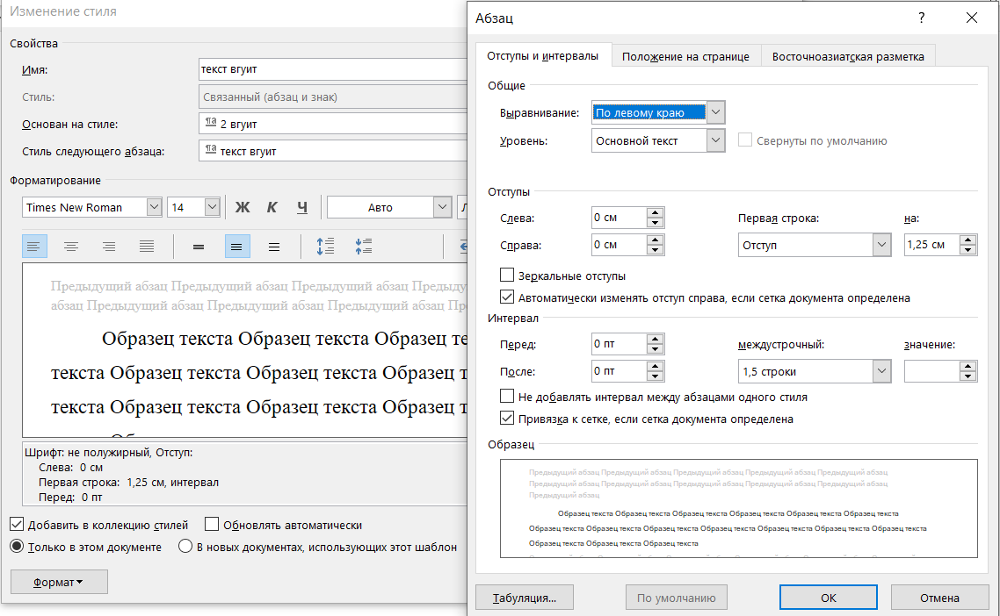 Изменение стиля
Свойства
Имя: текст вгуит
Стиль: Связанный (абзац и знак)
Основан на стиле: ¶a 2 вгуит
Стиль следующего абзаца: ¶a текст вгуит
Форматирование
Times New Roman 14 Ж К Ч Авто
Предыдущий абзац Предыдущий абзац Предыдущий абзац
абзац Предыдущий абзац Предыдущий абзац Предыдущий абзац
Образец текста Образец текста Образец
текста Образец текста Образец текста Образец
текста Образец текста Образец текста Образец
Шрифт: не полужирный, Отступ:
Слева: 0 см
Первая строка: 1,25 см, интервал
Перед: 0 пт
Добавить в коллекцию стилей Обновлять автоматически
Только в этом документе В новых документах, использующих этот шаблон
Формат
Абзац ?
Отступы и интервалы Положение на странице Восточноазиатская разметка
Общие
Выравнивание: По левому краю
Уровень: Основной текст Свернуты по умолчанию
Отступы
Слева: 0 см Первая строка: на:
Справа: 0 см Отступ 1,25 см
Зеркальные отступы
Автоматически изменять отступ справа, если сетка документа определена
Интервал
Перед: 0 пт междустрочный: значение:
После: 0 пт 1,5 строки
Не добавлять интервал между абзацами одного стиля
Привязка к сетке, если сетка документа определена
Образец
Предыдущий абзац Предыдущий абзац Предыдущий абзац Предыдущий абзац Предыдущий абзац
Предыдущий абзац Предыдущий абзац Предыдущий абзац Предыдущий абзац Предыдущий абзац
Предыдущий абзац
Образец текста Образец текста Образец текста Образец текста Образец текста Образец текста
Образец текста Образец текста Образец текста Образец текста Образец текста Образец текста Образец текста
Образец текста Образец текста Образец текста
Табуляция... По умолчанию ОК Отмена